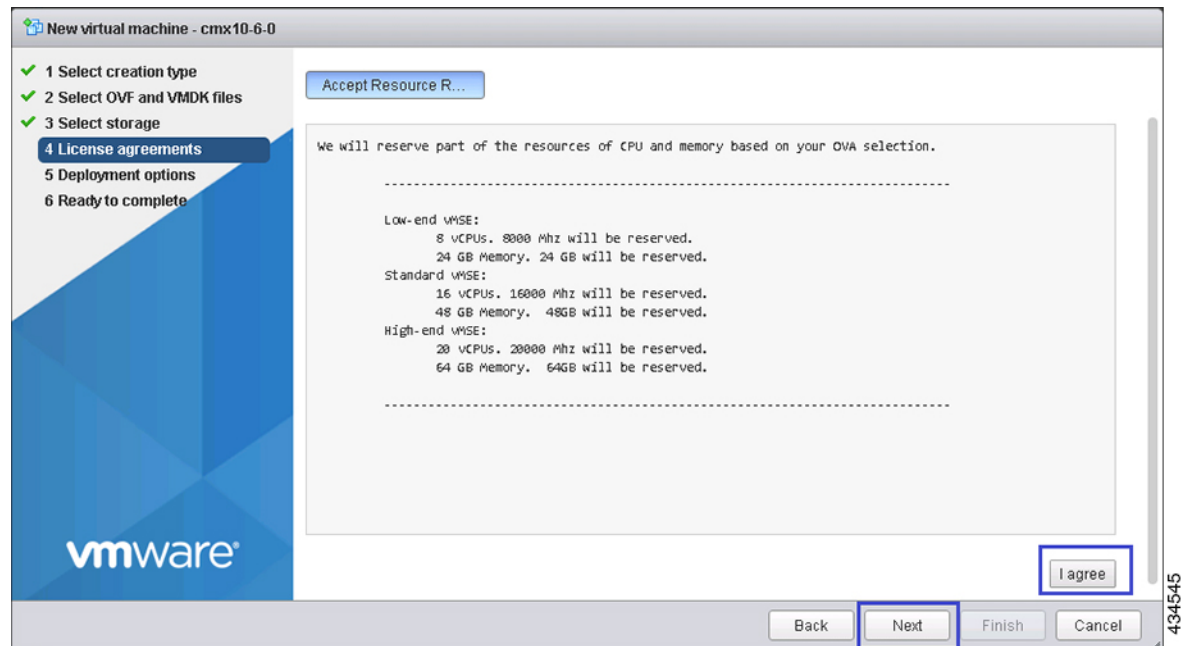 New virtual machine - cmx10-6-0
1 Select creation type
2 Select OVF and VMDK files
3 Select storage
4 License agreements
5 Deployment options
6 Ready to complete
Accept Resource R...
We will reserve part of the resources of CPU and memory based on your OVA selection.
-----------------------------------------------------------------------------
Low-end vMSE:
8 vCPUs. 8000 Mhz will be reserved.
24 GB Memory. 24 GB will be reserved.
Standard vMSE:
16 vCPUs. 16000 Mhz will be reserved.
48 GB Memory. 48GB will be reserved.
High-end vMSE:
20 vCPUs. 20000 Mhz will be reserved.
64 GB Memory. 64GB will be reserved.
-----------------------------------------------------------------------------
vmware®
I agree
Back Next Finish Cancel
434545